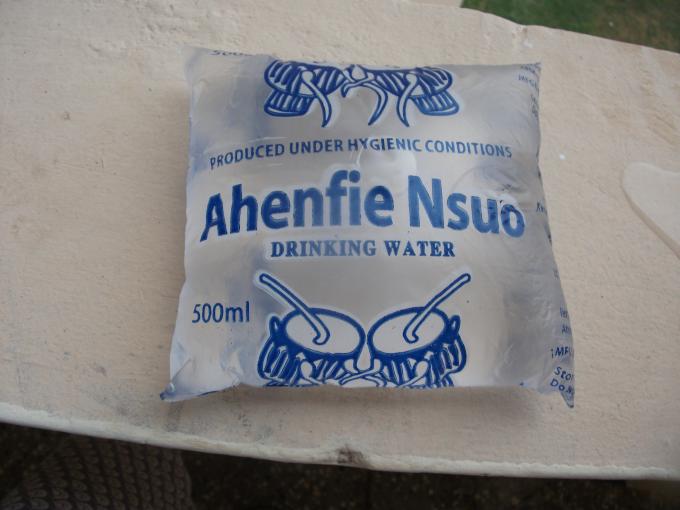 PRODUCED UNDER HYGIENIC CONDITIONS
Ahenfie Nsuo
DRINKING WATER
500ml